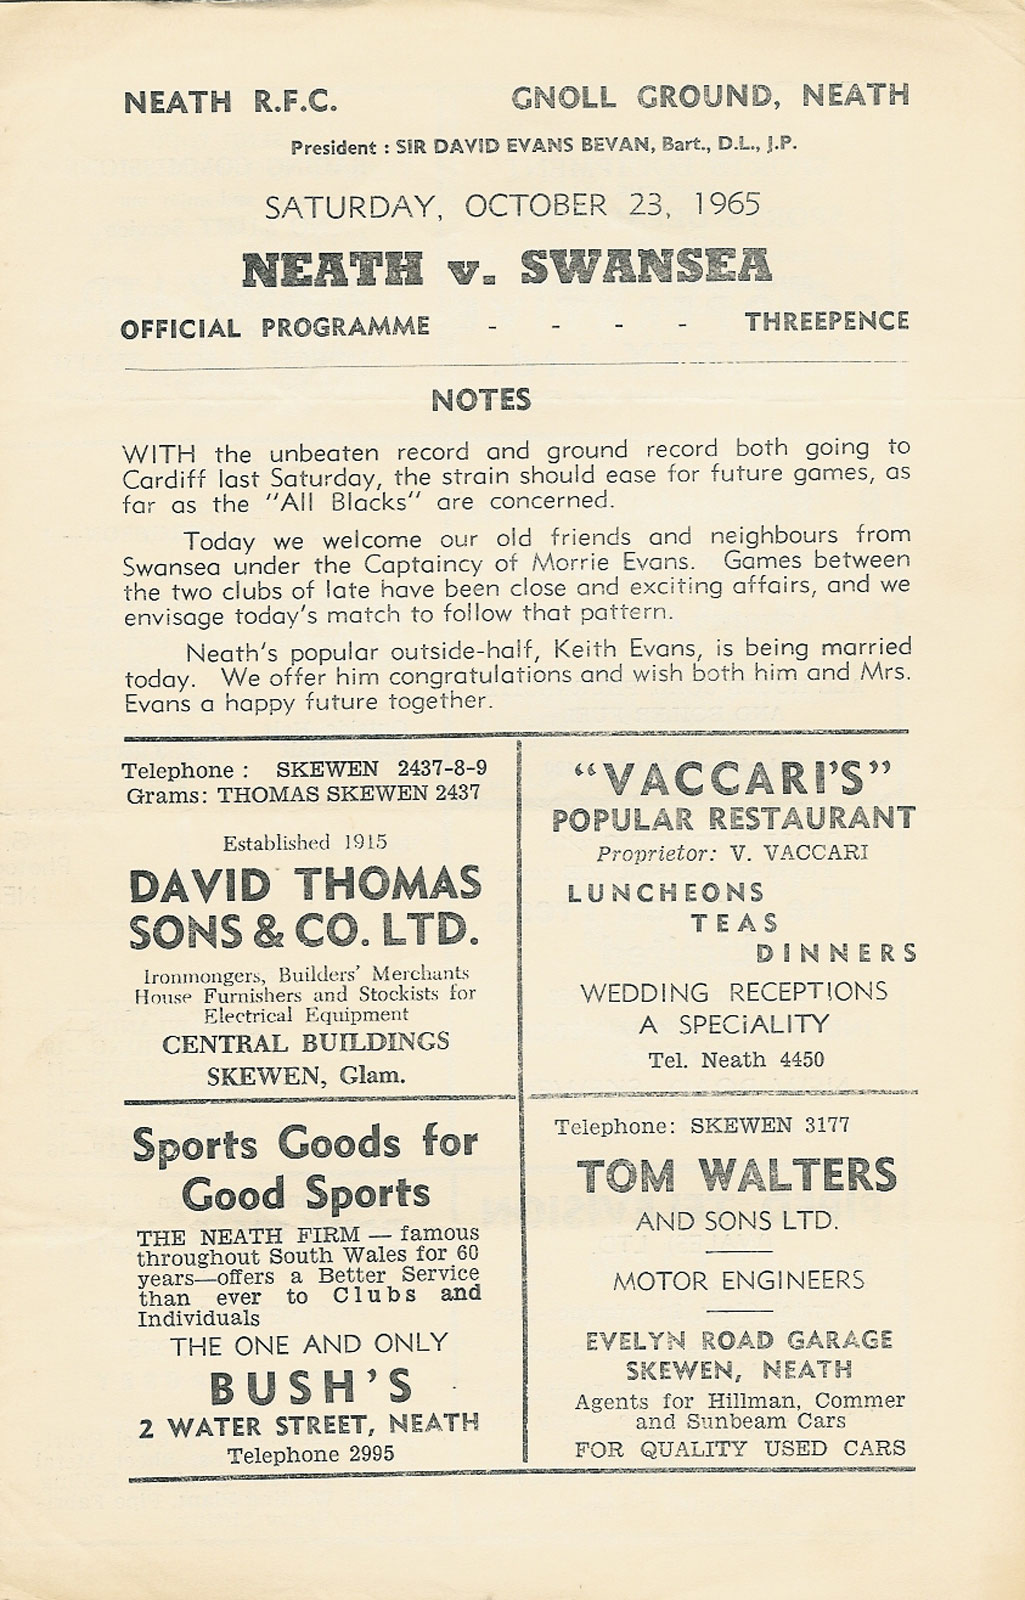 NEATH R.F.C. GNOLL GROUND, NEATH
President : SIR DAVID EVANS BEVAN, Bart., D.L., J.P.
SATURDAY, OCTOBER 23, 1965
NEATH v. SWANSEA
OFFICIAL PROGRAMME - - - - THREEPENCE
NOTES
WITH the unbeaten record and ground record both going to
Cardiff last Saturday, the strain should ease for future games, as
far as the "All Blacks" are concerned.
Today we welcome our old friends and neighbours from
Swansea under the Captaincy of Morrie Evans. Games between
the two clubs of late have been close and exciting affairs, and we
envisage today's match to follow that pattern.
Neath's popular outside-half, Keith Evans, is being married
today. We offer him congratulations and wish both him and Mrs.
Evans a happy future together.
Telephone : SKEWEN 2437-8-9
Grams: THOMAS SKEWEN 2437
Established 1915
DAVID THOMAS
SONS & CO. LTD.
Ironmongers, Builders' Merchants
House Furnishers and Stockists for
Electrical Equipment
CENTRAL BUILDINGS
SKEWEN, Glam.
"VACCARI'S"
POPULAR RESTAURANT
Proprietor: V. VACCARI
LUNCHEONS
TEAS
DINNERS
WEDDING RECEPTIONS
A SPECiALITY
Tel. Neath 4450
Sports Goods for
Good Sports
THE NEATH FIRM — famous
throughout South Wales for 60
years—offers a Better Service
than ever to Clubs and
Individuals
THE ONE AND ONLY
BUSH'S
2 WATER STREET, NEATH
Telephone 2995
Telephone: SKEWEN 3177
TOM WALTERS
AND SONS LTD.
MOTOR ENGINEERS
EVELYN ROAD GARAGE
SKEWEN, NEATH
Agents for Hillman, Commer
and Sunbeam Cars
FOR QUALITY USED CARS